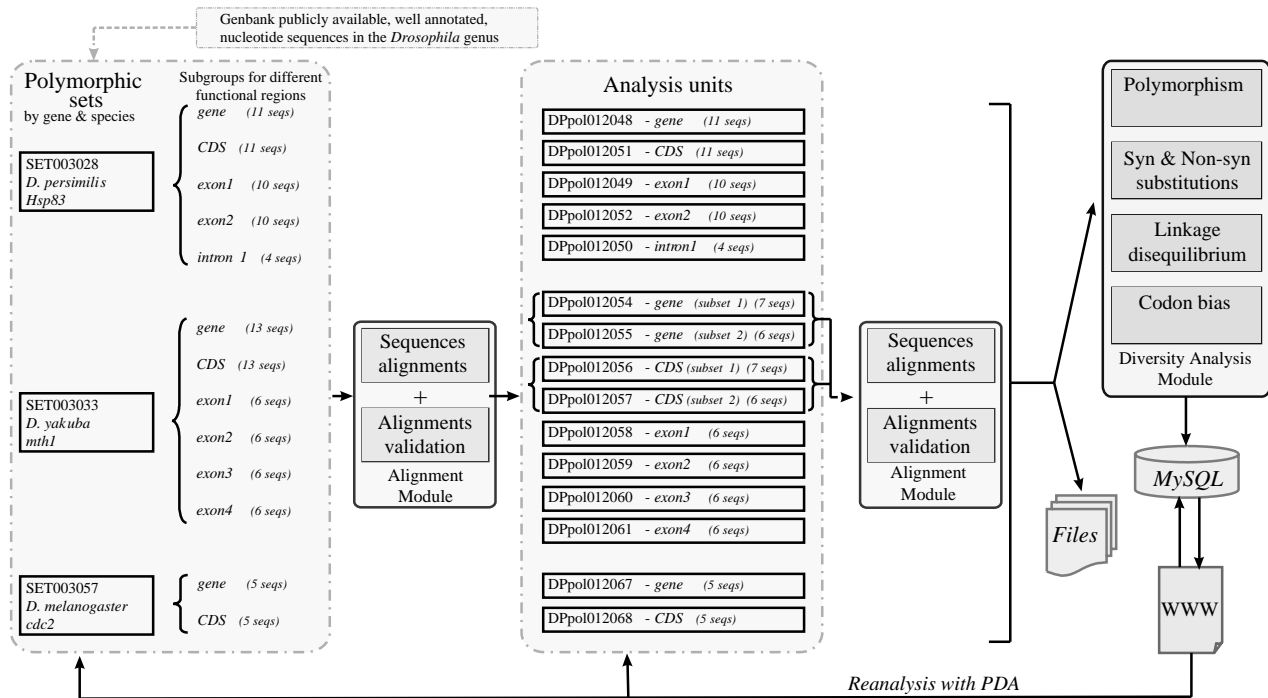 Genbank publicly available, well annotated,
nucleotide sequences in the Drosophila genus
Polymorphic
sets
by gene & species
Subgroups for different
functional regions
SET003028
D. persimilis
Hsp83
gene (11 seqs)
CDS (11 seqs)
exon1 (10 seqs)
exon2 (10 seqs)
intron 1 (4 seqs)
SET003033
D. yakuba
mth1
gene (13 seqs)
CDS (13 seqs)
exon1 (6 seqs)
exon2 (6 seqs)
exon3 (6 seqs)
exon4 (6 seqs)
SET003057
D. melanogaster
cdc2
gene (5 seqs)
CDS (5 seqs)
Sequences
alignments
+
Alignments
validation
Alignment
Module
Analysis units
DPpol012048 - gene (11 seqs)
DPpol012051 - CDS (11 seqs)
DPpol012049 - exon1 (10 seqs)
DPpol012052 - exon2 (10 seqs)
DPpol012050 - intron1 (4 seqs)
DPpol012054 - gene (subset 1) (7 seqs)
DPpol012055 - gene (subset 2) (6 seqs)
DPpol012056 - CDS (subset 1) (7 seqs)
DPpol012057 - CDS (subset 2) (6 seqs)
DPpol012058 - exon1 (6 seqs)
DPpol012059 - exon2 (6 seqs)
DPpol012060 - exon3 (6 seqs)
DPpol012061 - exon4 (6 seqs)
DPpol012067 - gene (5 seqs)
DPpol012068 - CDS (5 seqs)
Sequences
alignments
+
Alignments
validation
Alignment
Module
Polymorphism
Syn & Non-syn
substitutions
Linkage
disequilibrium
Codon bias
Diversity Analysis
Module
MySQL
Files
WWW
Reanalysis with PDA